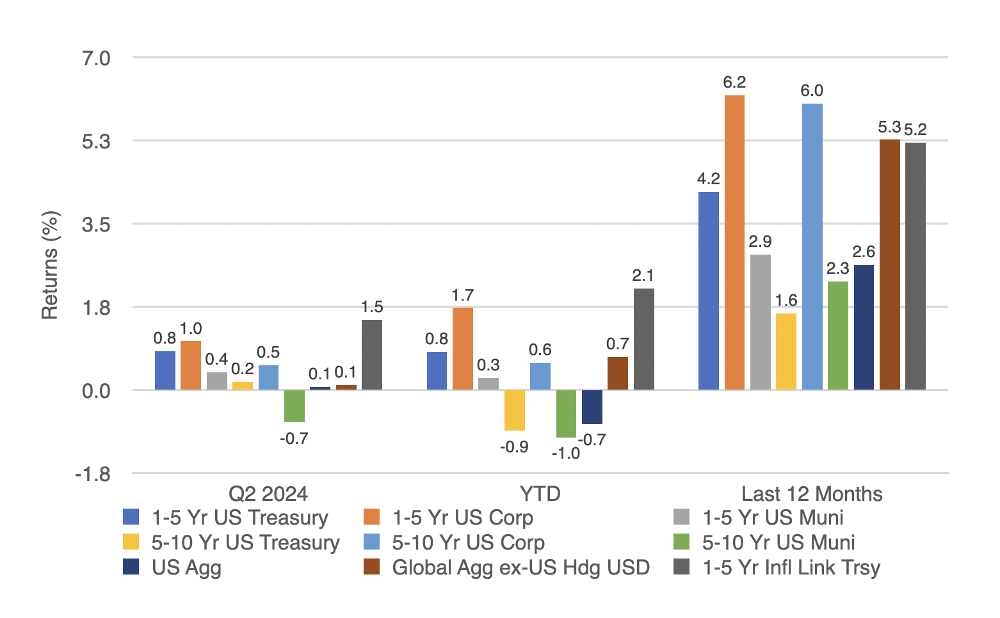 7.0
5.3
3.5
1.8
0.0
-1.8
Returns (%)
0.8 1.0 0.4 0.2 0.5 -0.7 0.1 0.1 1.5
0.8 1.7 0.3 -0.9 0.6 -1.0 -0.7 0.7 2.1
4.2 6.2 2.9 1.6 6.0 2.3 2.6 5.3 5.2
Q2 2024 YTD Last 12 Months
1-5 Yr US Treasury 1-5 Yr US Corp 1-5 Yr US Muni
5-10 Yr US Treasury 5-10 Yr US Corp 5-10 Yr US Muni
US Agg Global Agg ex-US Hdg USD 1-5 Yr Infl Link Trsy